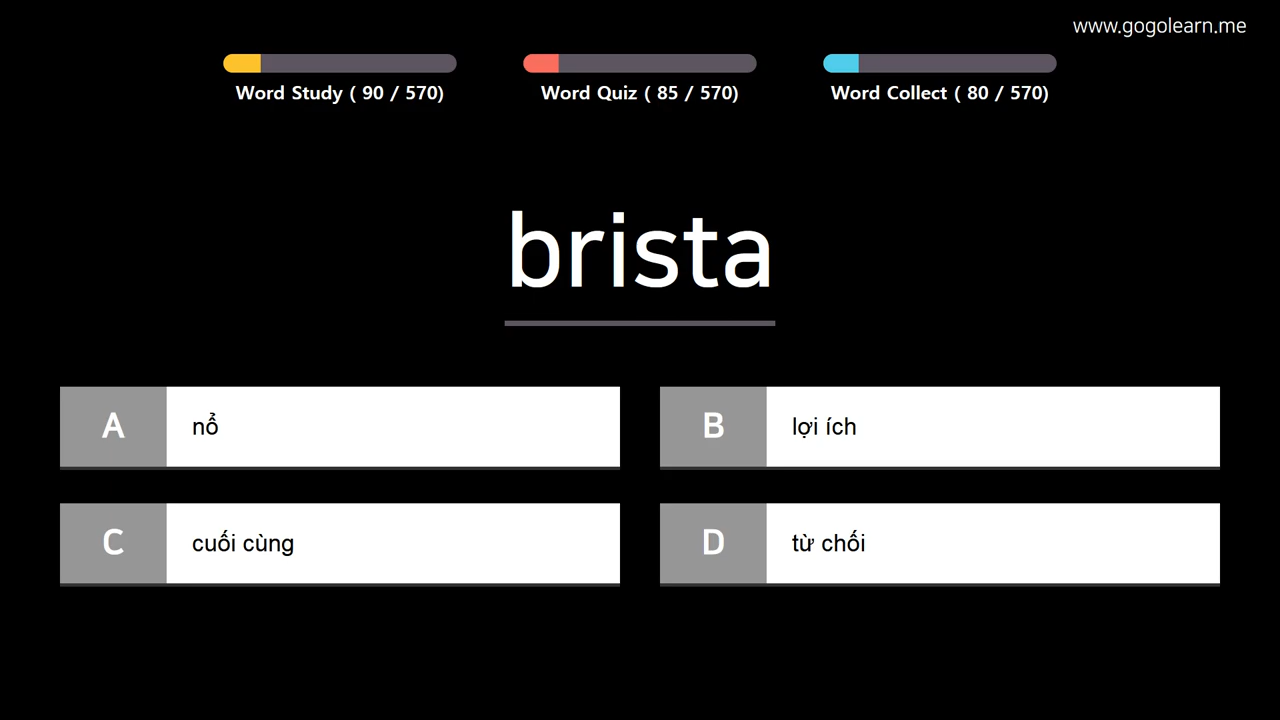 www.gogolearn.me
Word Study ( 90 / 570)
Word Quiz ( 85 / 570)
Word Collect ( 80 / 570)
brista
A
nổ
B
lợi ích
C
cuối cùng
D
từ chối